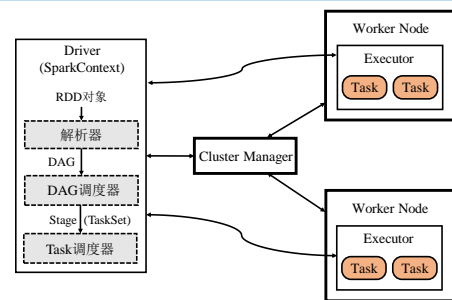 Driver
(SparkContext)
RDD对象
解析器
DAG
DAG调度器
Stage (TaskSet)
Task调度器
Cluster Manager
Worker Node
Executor
Task Task
Worker Node
Executor
Task Task